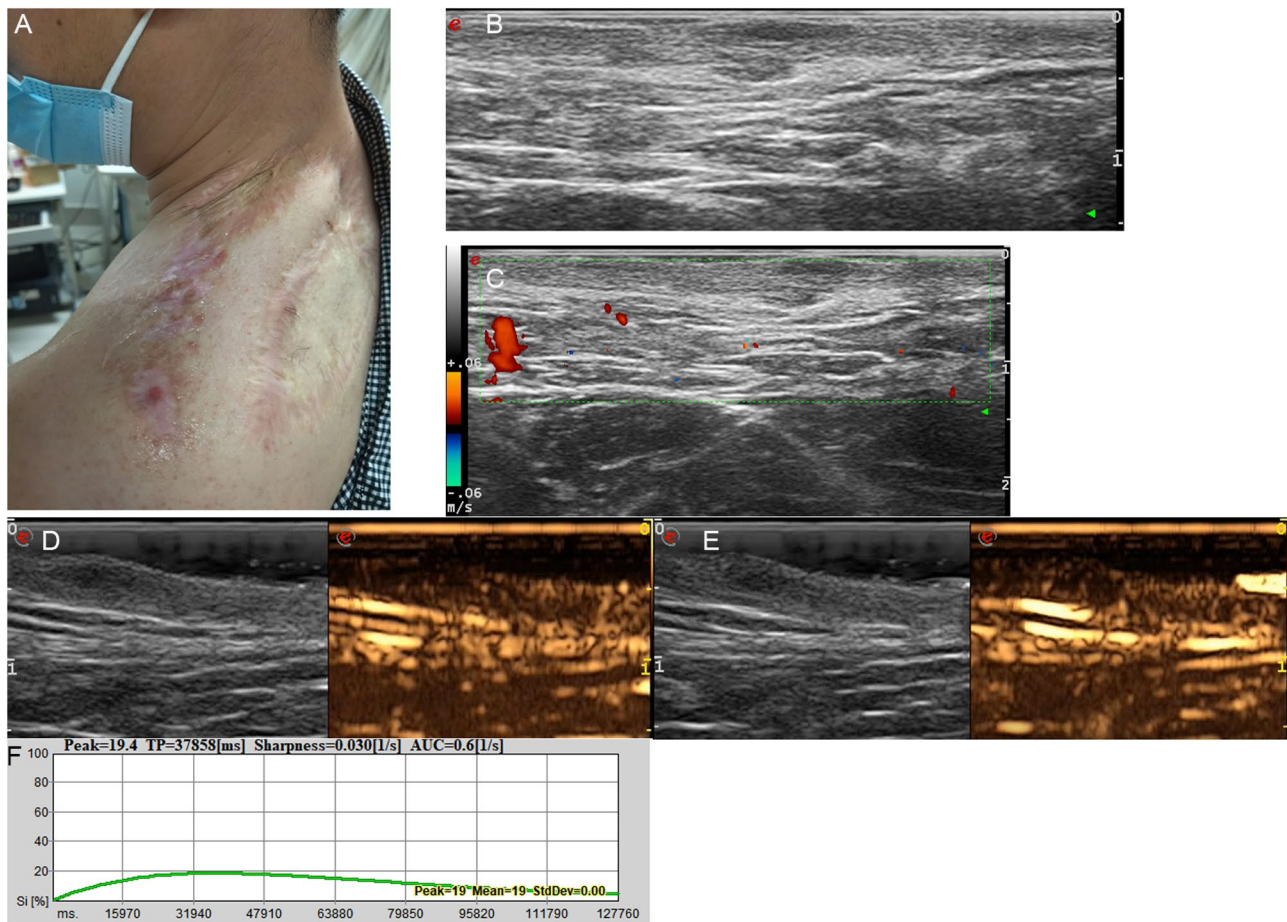 A
e B 0
1
e C 0
+.06
1
-.06
m/s
2
0 e D e 0
1 1
0 e E e 0
1 1
F Peak=19.4 TP=37858[ms] Sharpness=0.030[1/s] AUC=0.6[1/s]
100
80
60
40
20
Peak=19 Mean=19 StdDev=0.00
Si [%]
ms. 15970 31940 47910 63880 79850 95820 111790 127760